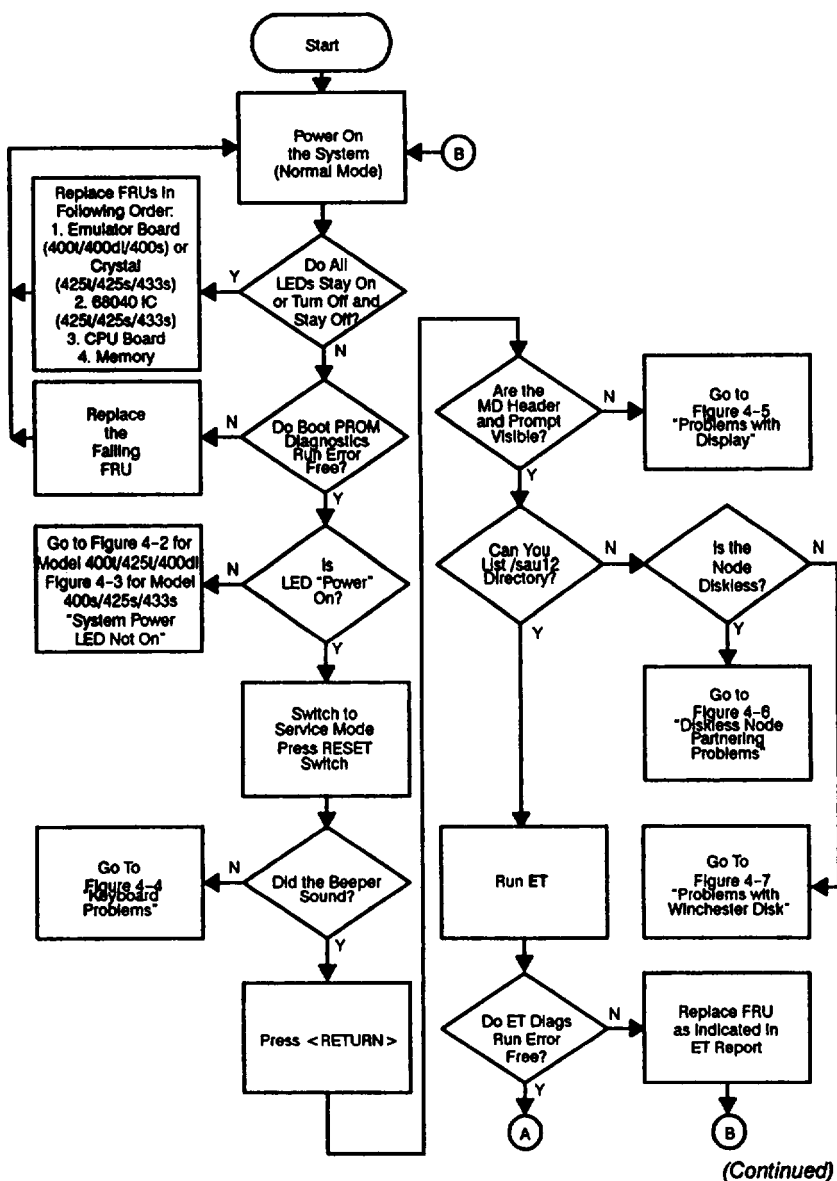 Start
Power On
the System
(Normal Mode)
B
Replace FRUs in
Following Order:
1. Emulator Board
(400t/400dl/400s) or
Crystal
(425t/425s/433s)
2. 68040 IC
(425t/425s/433s)
3. CPU Board
4. Memory
Y
Do All
LEDs Stay On
or Turn Off and
Stay Off?
N
Replace
the
Failing
FRU
N
Do Boot PROM
Diagnostics
Run Error
Free?
Y
Go to Figure 4-2 for
Model 400t/425t/400dl
Figure 4-3 for Model
400s/425s/433s
"System Power
LED Not On"
N
Is
LED "Power"
On?
Y
Switch to
Service Mode
Press RESET
Switch
Go To
Figure 4-4
"Keyboard
Problems"
N
Did the Beeper
Sound?
Y
Press <RETURN>
Are the
MD Header
and Prompt
Visible?
N
Go to
Figure 4-5
"Problems with
Display"
Y
Can You
List /sau12
Directory?
N
Is the
Node
Diskless?
N
Y
Y
Go to
Figure 4-6
"Diskless Node
Partnering
Problems"
Run ET
Go To
Figure 4-7
"Problems with
Winchester Disk"
Do ET Diags
Run Error
Free?
N
Replace FRU
as Indicated in
ET Report
Y
A
B
(Continued)